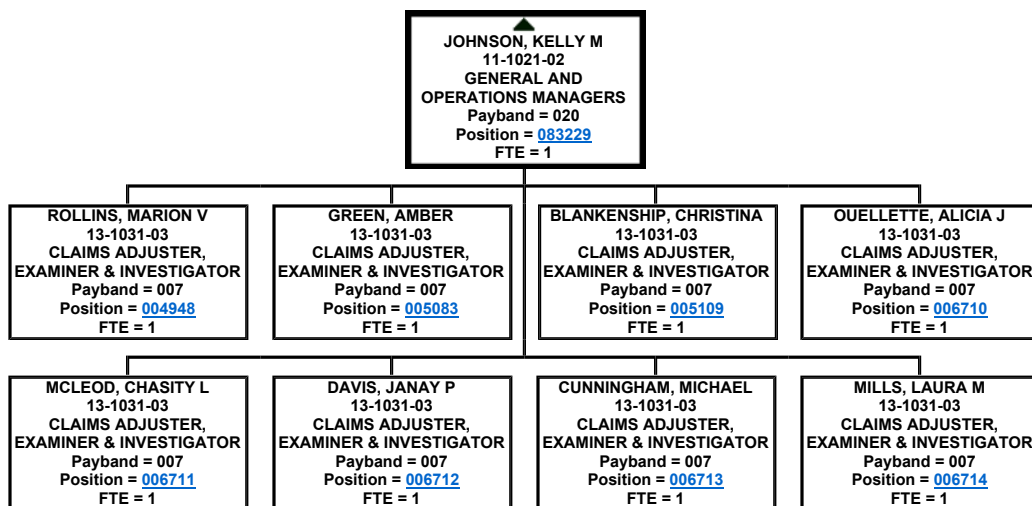 JOHNSON, KELLY M
11-1021-02
GENERAL AND
OPERATIONS MANAGERS
Payband = 020
Position = 083229
FTE = 1
ROLLINS, MARION V
13-1031-03
CLAIMS ADJUSTER,
EXAMINER & INVESTIGATOR
Payband = 007
Position = 004948
FTE = 1
GREEN, AMBER
13-1031-03
CLAIMS ADJUSTER,
EXAMINER & INVESTIGATOR
Payband = 007
Position = 005083
FTE = 1
BLANKENSHIP, CHRISTINA
13-1031-03
CLAIMS ADJUSTER,
EXAMINER & INVESTIGATOR
Payband = 007
Position = 005109
FTE = 1
OUELLETTE, ALICIA J
13-1031-03
CLAIMS ADJUSTER,
EXAMINER & INVESTIGATOR
Payband = 007
Position = 006710
FTE = 1
MCLEOD, CHASITY L
13-1031-03
CLAIMS ADJUSTER,
EXAMINER & INVESTIGATOR
Payband = 007
Position = 006711
FTE = 1
DAVIS, JANAY P
13-1031-03
CLAIMS ADJUSTER,
EXAMINER & INVESTIGATOR
Payband = 007
Position = 006712
FTE = 1
CUNNINGHAM, MICHAEL
13-1031-03
CLAIMS ADJUSTER,
EXAMINER & INVESTIGATOR
Payband = 007
Position = 006713
FTE = 1
MILLS, LAURA M
13-1031-03
CLAIMS ADJUSTER,
EXAMINER & INVESTIGATOR
Payband = 007
Position = 006714
FTE = 1